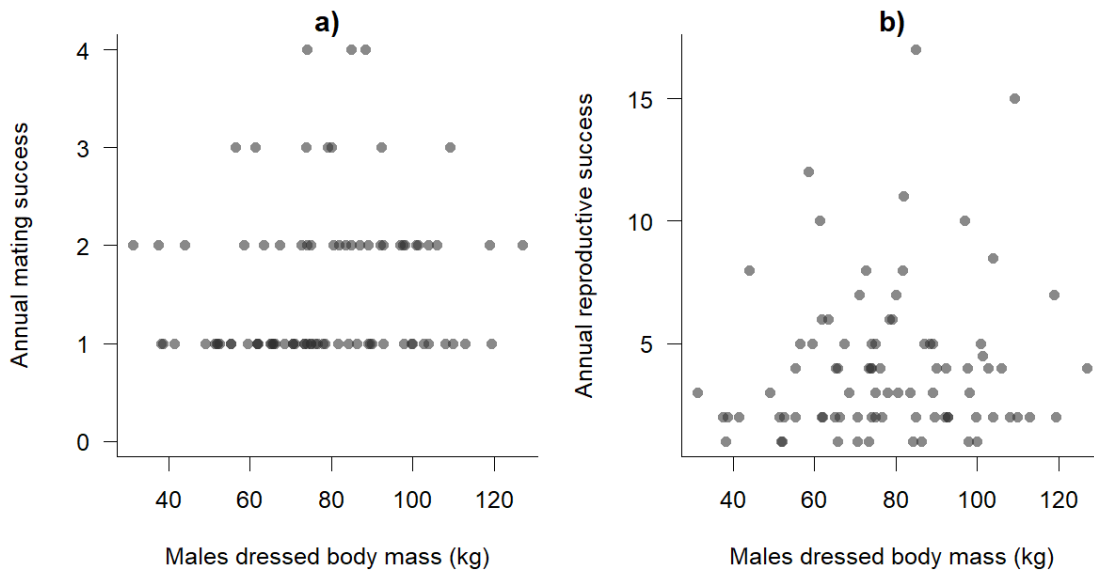 a)
Annual mating success
4
3
2
1
0
40 60 80 100 120
Males dressed body mass (kg)
b)
Annual reproductive success
15
10
5
40 60 80 100 120
Males dressed body mass (kg)